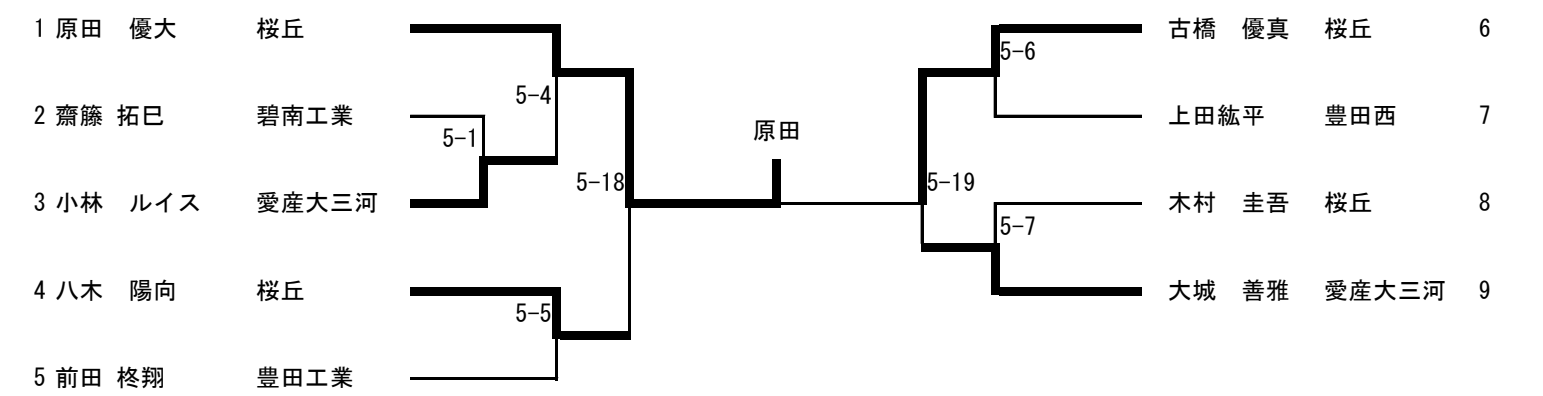 1 原田　優大 桜丘
5-4
2 齋藤 拓巳 碧南工業
5-1
3 小林　ルイス 愛産大三河
5-18
4 八木　陽向 桜丘
5-5
5 前田 柊翔 豊田工業
原田
古橋　優真 桜丘 6
5-6
上田紘平 豊田西 7
5-19
木村　圭吾 桜丘 8
5-7
大城　善雅 愛産大三河 9